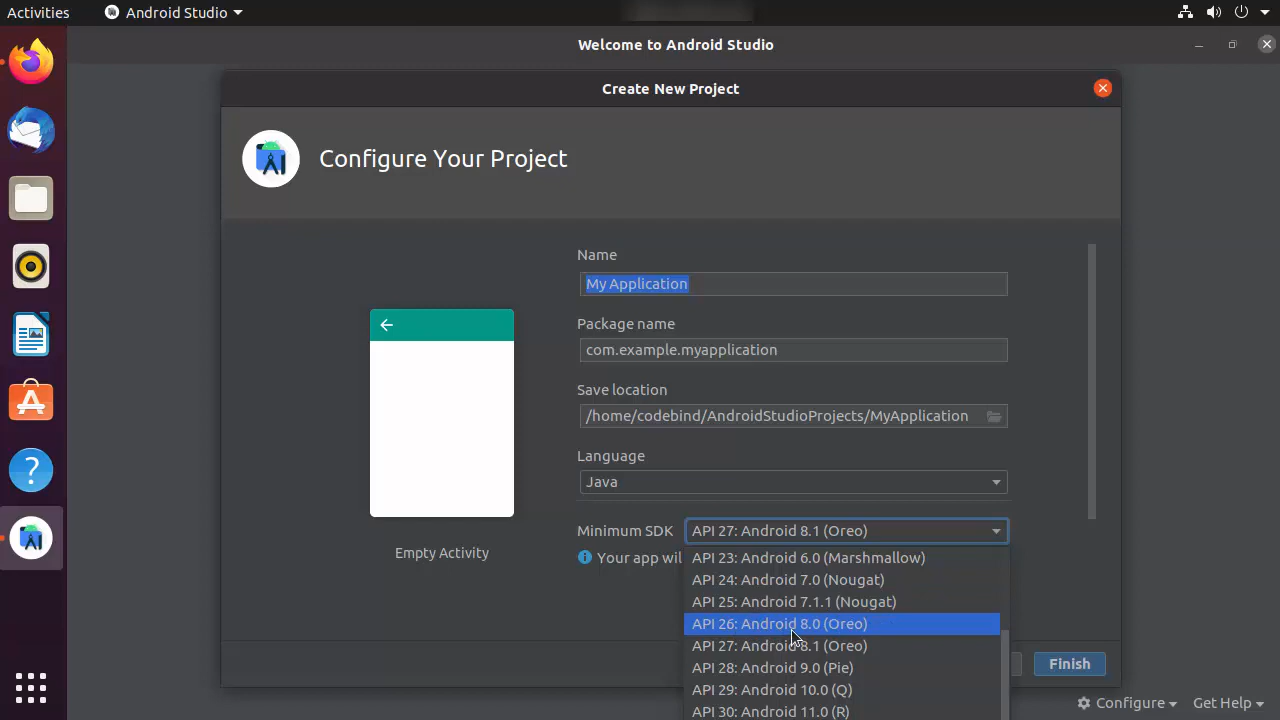 Activities
Android Studio
Welcome to Android Studio
Create New Project
Configure Your Project
Name
My Application
Package name
com.example.myapplication
Save location
/home/codebind/AndroidStudioProjects/MyApplication
Language
Java
Minimum SDK
API 27: Android 8.1 (Oreo)
Your app wil
API 23: Android 6.0 (Marshmallow)
API 24: Android 7.0 (Nougat)
API 25: Android 7.1.1 (Nougat)
API 26: Android 8.0 (Oreo)
API 27: Android 8.1 (Oreo)
API 28: Android 9.0 (Pie)
API 29: Android 10.0 (Q)
API 30: Android 11.0 (R)
Empty Activity
Finish
Configure
Get Help